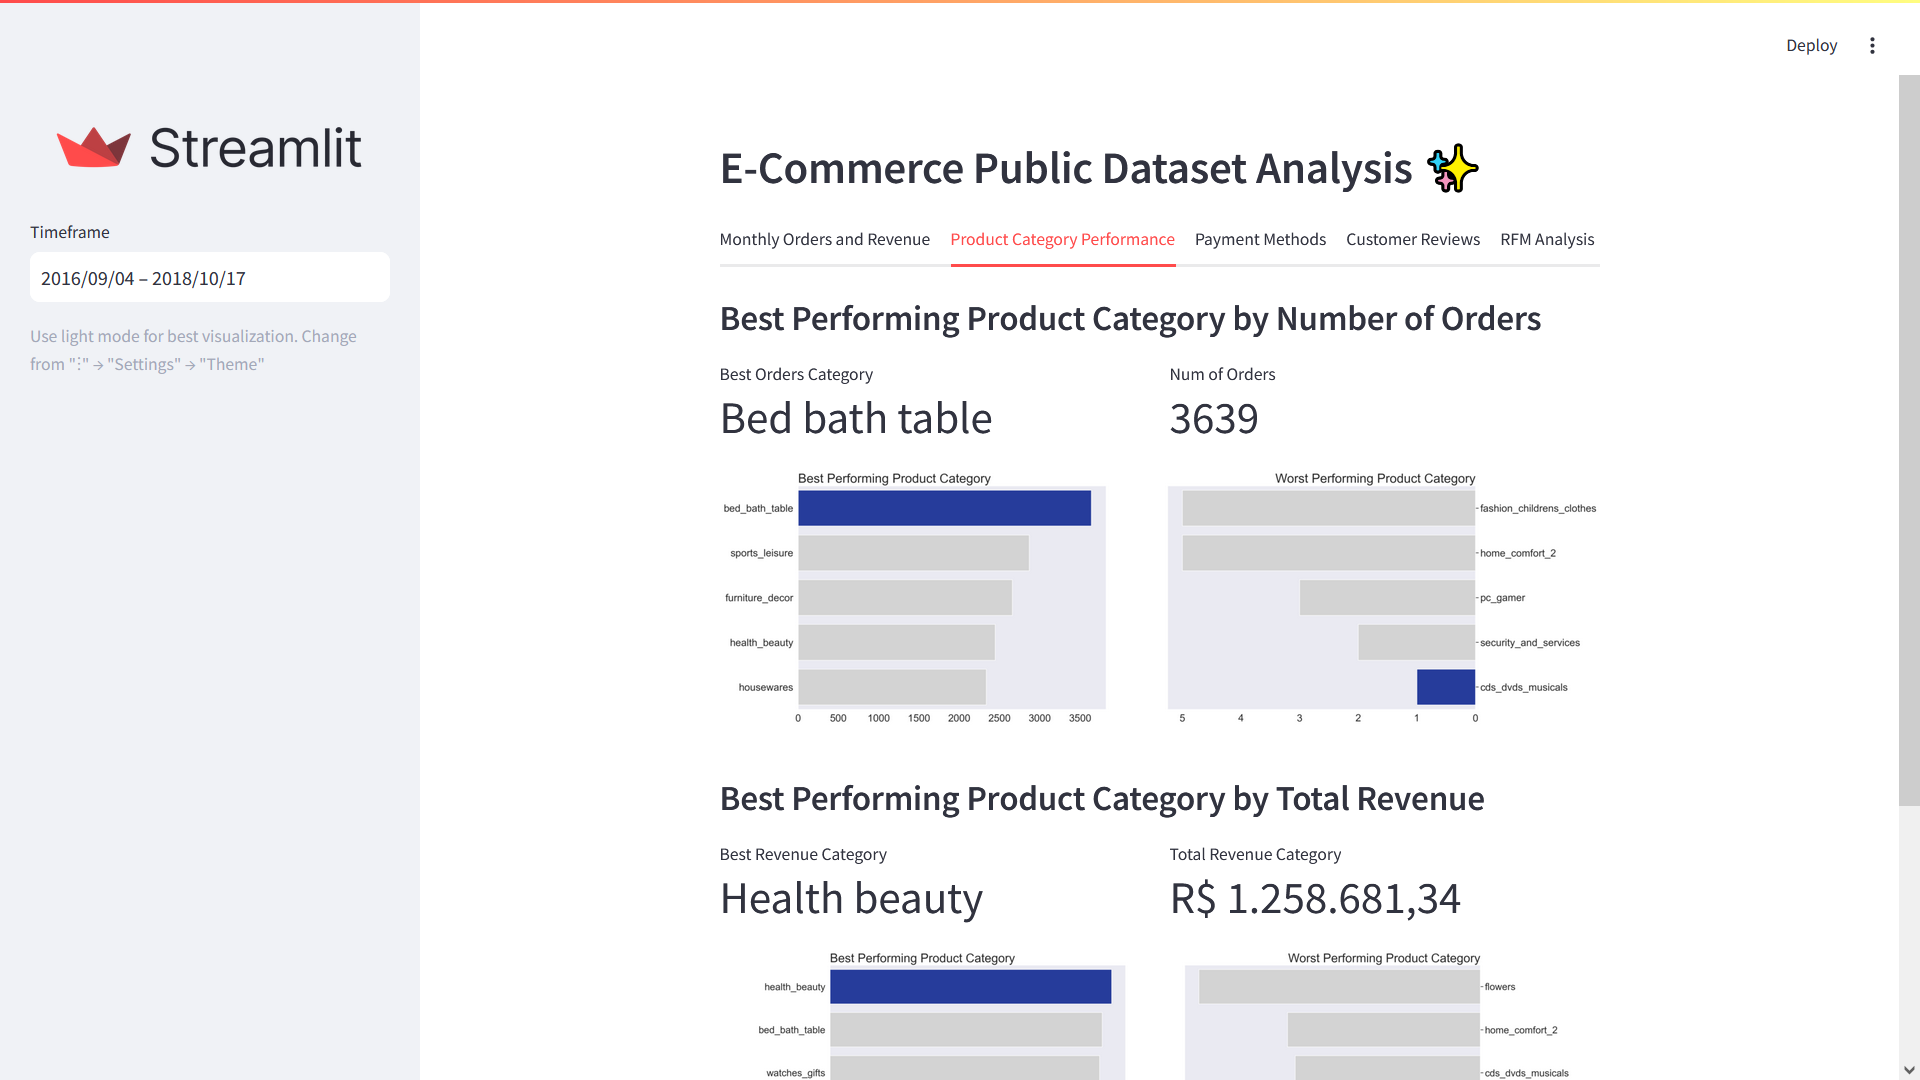 Deploy
Streamlit
Timeframe
2016/09/04 – 2018/10/17
Use light mode for best visualization. Change
from "⋮" → "Settings" → "Theme"
E-Commerce Public Dataset Analysis ✨
Monthly Orders and Revenue Product Category Performance Payment Methods Customer Reviews RFM Analysis
Best Performing Product Category by Number of Orders
Best Orders Category
Bed bath table
Num of Orders
3639
Best Performing Product Category
bed_bath_table
sports_leisure
furniture_decor
health_beauty
housewares
0 500 1000 1500 2000 2500 3000 3500
Worst Performing Product Category
fashion_childrens_clothes
home_comfort_2
pc_gamer
security_and_services
cds_dvds_musicals
5 4 3 2 1 0
Best Performing Product Category by Total Revenue
Best Revenue Category
Health beauty
Total Revenue Category
R$ 1.258.681,34
Best Performing Product Category
health_beauty
bed_bath_table
watches_gifts
Worst Performing Product Category
flowers
home_comfort_2
cds_dvds_musicals